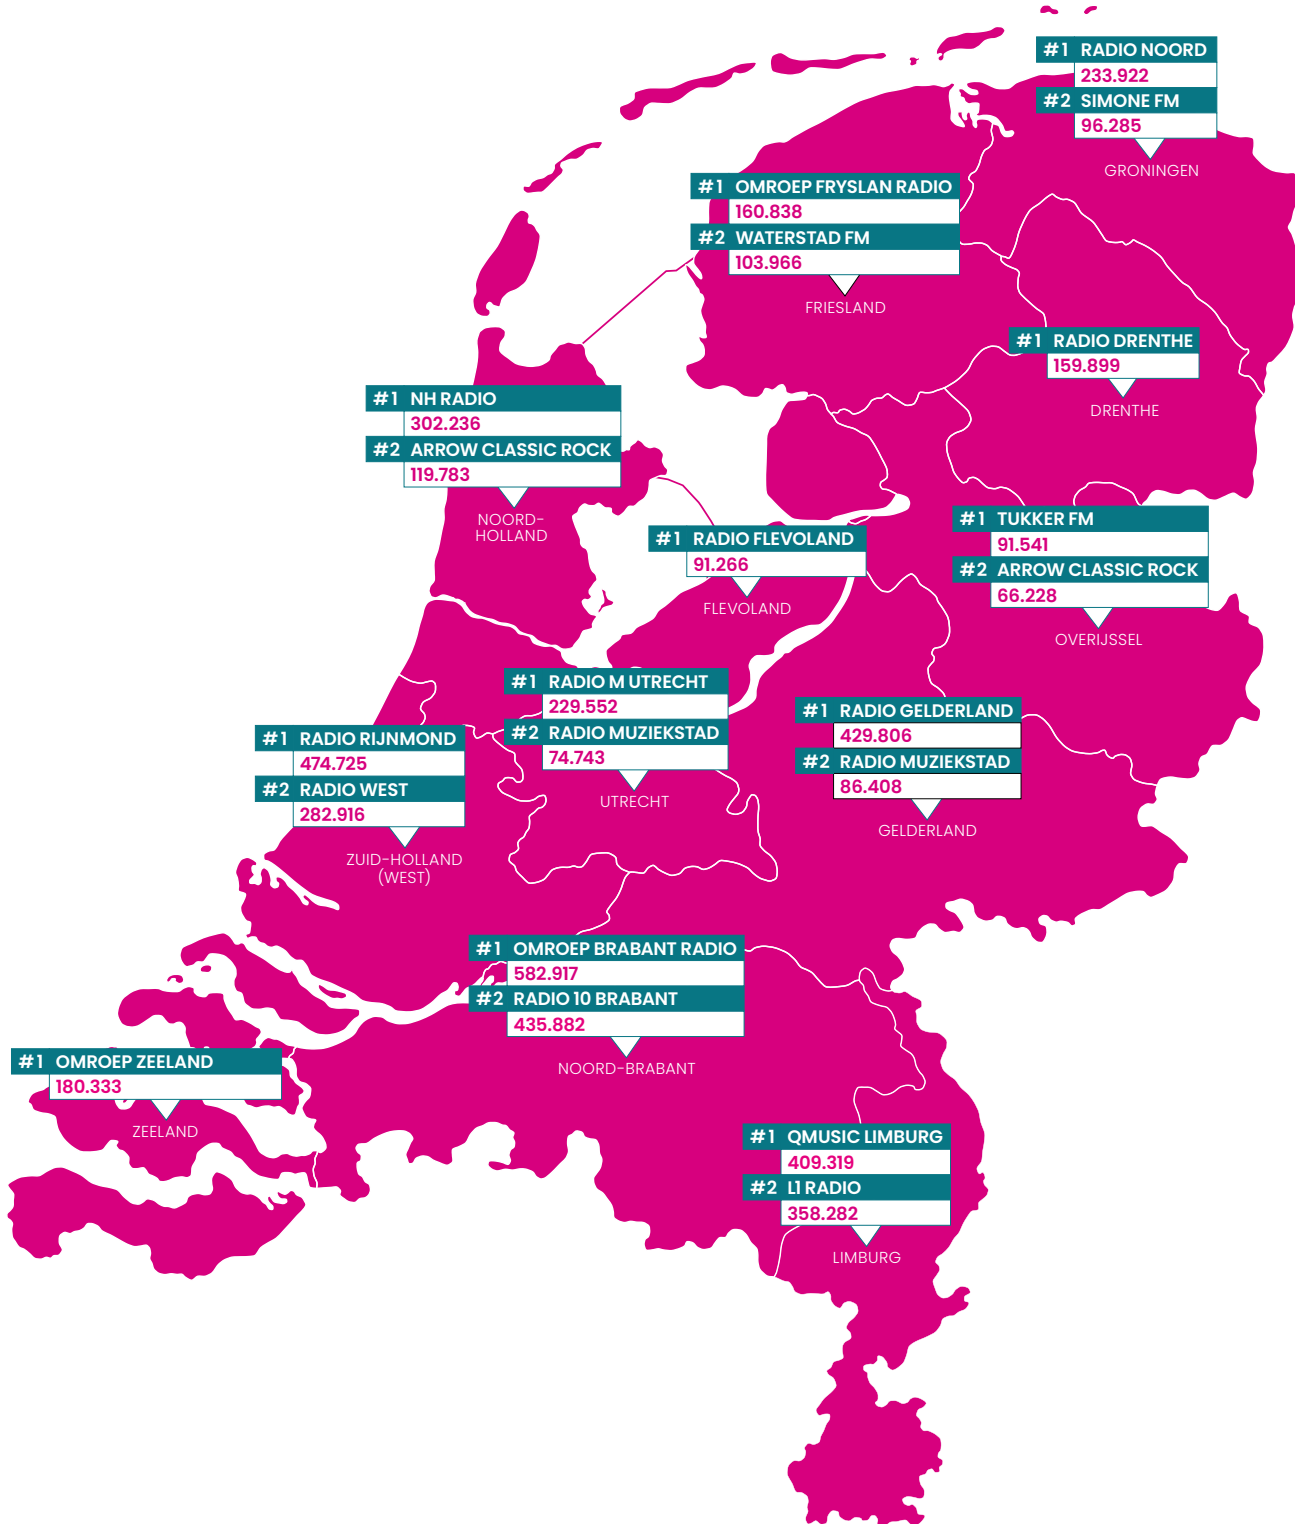 #1 RADIO NOORD
233.922
#2 SIMONE FM
96.285
GRONINGEN
#1 OMROEP FRYSLAN RADIO
160.838
#2 WATERSTAD FM
103.966
FRIESLAND
#1 RADIO DRENTHE
159.899
DRENTHE
#1 NH RADIO
302.236
#2 ARROW CLASSIC ROCK
119.783
NOORD-
HOLLAND
#1 RADIO FLEVOLAND
91.266
FLEVOLAND
#1 TUKKER FM
91.541
#2 ARROW CLASSIC ROCK
66.228
OVERIJSSEL
#1 RADIO M UTRECHT
229.552
#2 RADIO MUZIEKSTAD
74.743
UTRECHT
#1 RADIO GELDERLAND
429.806
#2 RADIO MUZIEKSTAD
86.408
GELDERLAND
#1 RADIO RIJNMOND
474.725
#2 RADIO WEST
282.916
ZUID-HOLLAND
(WEST)
#1 OMROEP BRABANT RADIO
582.917
#2 RADIO 10 BRABANT
435.882
NOORD-BRABANT
#1 OMROEP ZEELAND
180.333
ZEELAND
#1 QMUSIC LIMBURG
409.319
#2 L1 RADIO
358.282
LIMBURG